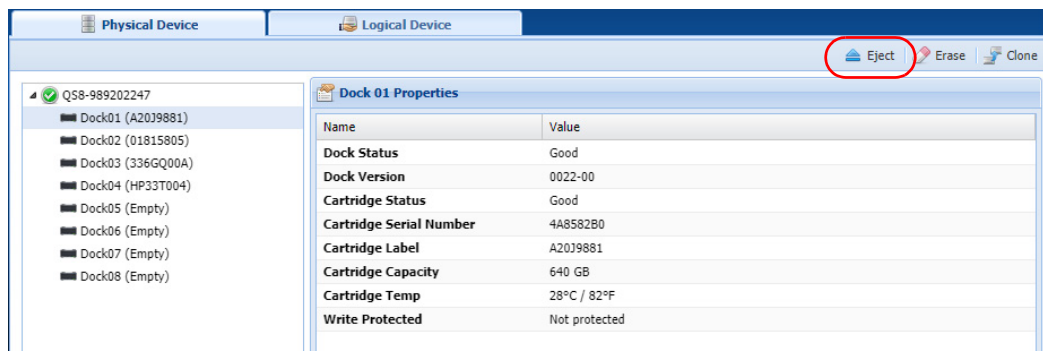 Physical Device
Logical Device
Eject
Erase
Clone
QS8-989202247
Dock01 (A20J9881)
Dock02 (01815805)
Dock03 (336GQ00A)
Dock04 (HP33T004)
Dock05 (Empty)
Dock06 (Empty)
Dock07 (Empty)
Dock08 (Empty)
Dock 01 Properties
Name Value
Dock Status Good
Dock Version 0022-00
Cartridge Status Good
Cartridge Serial Number 4A8582B0
Cartridge Label A20J9881
Cartridge Capacity 640 GB
Cartridge Temp 28°C / 82°F
Write Protected Not protected